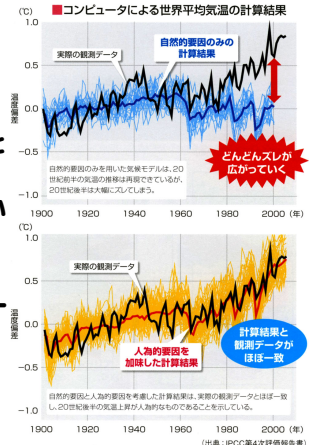 ■コンピュータによる世界平均気温の計算結果
(℃)
1.0
0.5
0.0
−0.5
−1.0
温度偏差
実際の観測データ
自然的要因のみの
計算結果
どんどんズレが
広がっていく
自然的要因のみを用いた気候モデルは、20
世紀前半の気温の推移は再現できているが、
20世紀後半は大幅にズレてしまう。
1900 1920 1940 1960 1980 2000 (年)
(℃)
1.0
0.5
0.0
−0.5
−1.0
温度偏差
実際の観測データ
人為的要因を
加味した計算結果
計算結果と
観測データが
ほぼ一致
自然的要因と人為的要因を考慮した計算結果は、実際の観測データとほぼ一致
し、20世紀後半の気温上昇が人為的なものであることを示している。
1900 1920 1940 1960 1980 2000 (年)
(出典:IPCC第4次評価報告書)